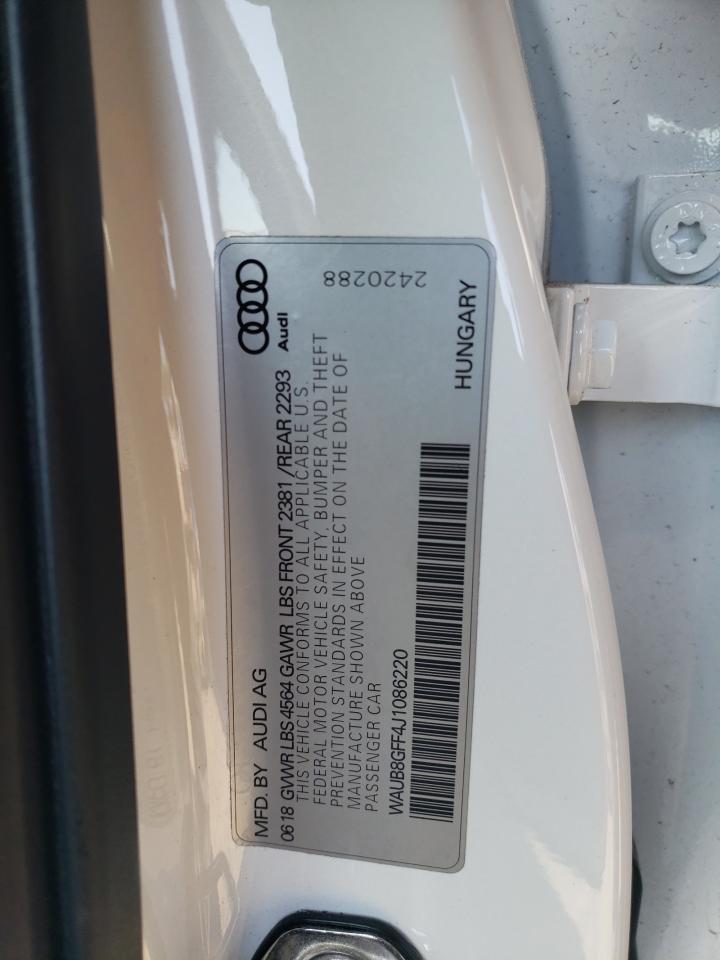 MFD. BY AUDI AG
Audi
0618 GVWR LBS 4564 GAWR LBS FRONT 2381 /REAR 2293
THIS VEHICLE CONFORMS TO ALL APPLICABLE U.S.
FEDERAL MOTOR VEHICLE SAFETY, BUMPER AND THEFT
PREVENTION STANDARDS IN EFFECT ON THE DATE OF
MANUFACTURE SHOWN ABOVE
PASSENGER CAR
2420288
WAUB8GFF4J1086220
HUNGARY